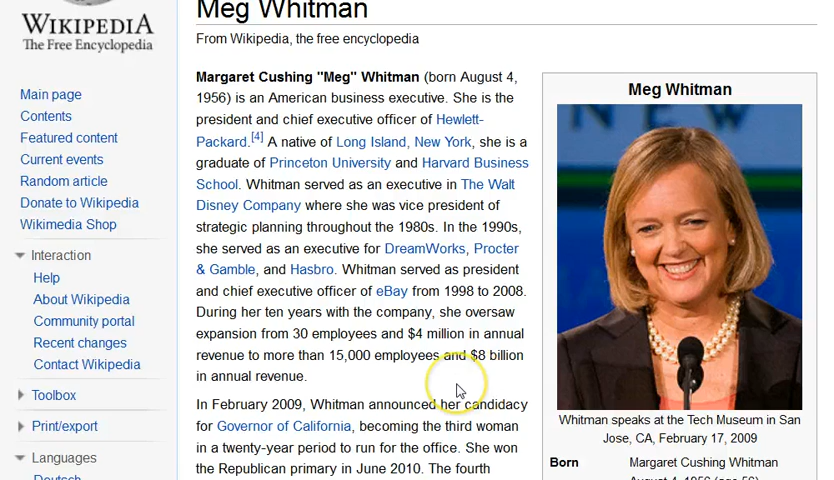 Meg Whitman
WIKIPEDIA
The Free Encyclopedia
From Wikipedia, the free encyclopedia
Main page
Contents
Featured content
Current events
Random article
Donate to Wikipedia
Wikimedia Shop
Interaction
Help
About Wikipedia
Community portal
Recent changes
Contact Wikipedia
Toolbox
Print/export
Languages
Deutsch
Margaret Cushing "Meg" Whitman (born August 4,
1956) is an American business executive. She is the
president and chief executive officer of Hewlett-
Packard.[4] A native of Long Island, New York, she is a
graduate of Princeton University and Harvard Business
School. Whitman served as an executive in The Walt
Disney Company where she was vice president of
strategic planning throughout the 1980s. In the 1990s,
she served as an executive for DreamWorks, Procter
& Gamble, and Hasbro. Whitman served as president
and chief executive officer of eBay from 1998 to 2008.
During her ten years with the company, she oversaw
expansion from 30 employees and $4 million in annual
revenue to more than 15,000 employees and $8 billion
in annual revenue.
In February 2009, Whitman announced her candidacy
for Governor of California, becoming the third woman
in a twenty-year period to run for the office. She won
the Republican primary in June 2010. The fourth
Meg Whitman
NEW
Whitman speaks at the Tech Museum in San
Jose, CA, February 17, 2009
Born Margaret Cushing Whitman
August 4, 1956 (age 56)